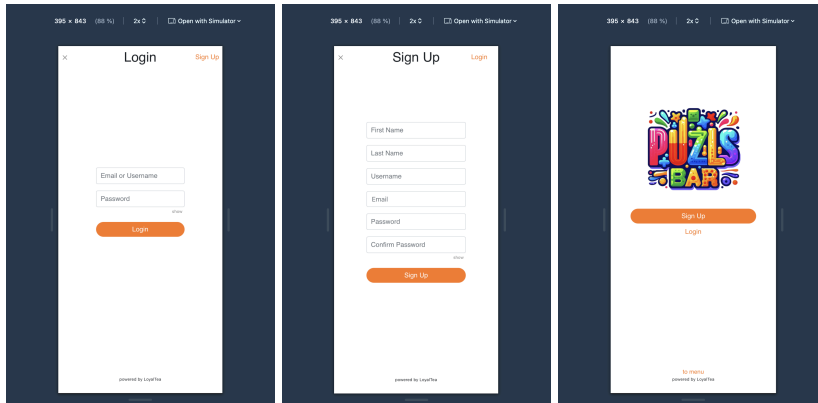 395 × 843 (88 %) 2x Open with Simulator
× Login Sign Up
Email or Username
Password
show
Login
powered by LoyalTea
395 × 843 (88 %) 2x Open with Simulator
× Sign Up Login
First Name
Last Name
Username
Email
Password
Confirm Password
show
Sign Up
powered by LoyalTea
395 × 843 (88 %) 2x Open with Simulator
PUZLS
BAR
Sign Up
Login
to menu
powered by LoyalTea